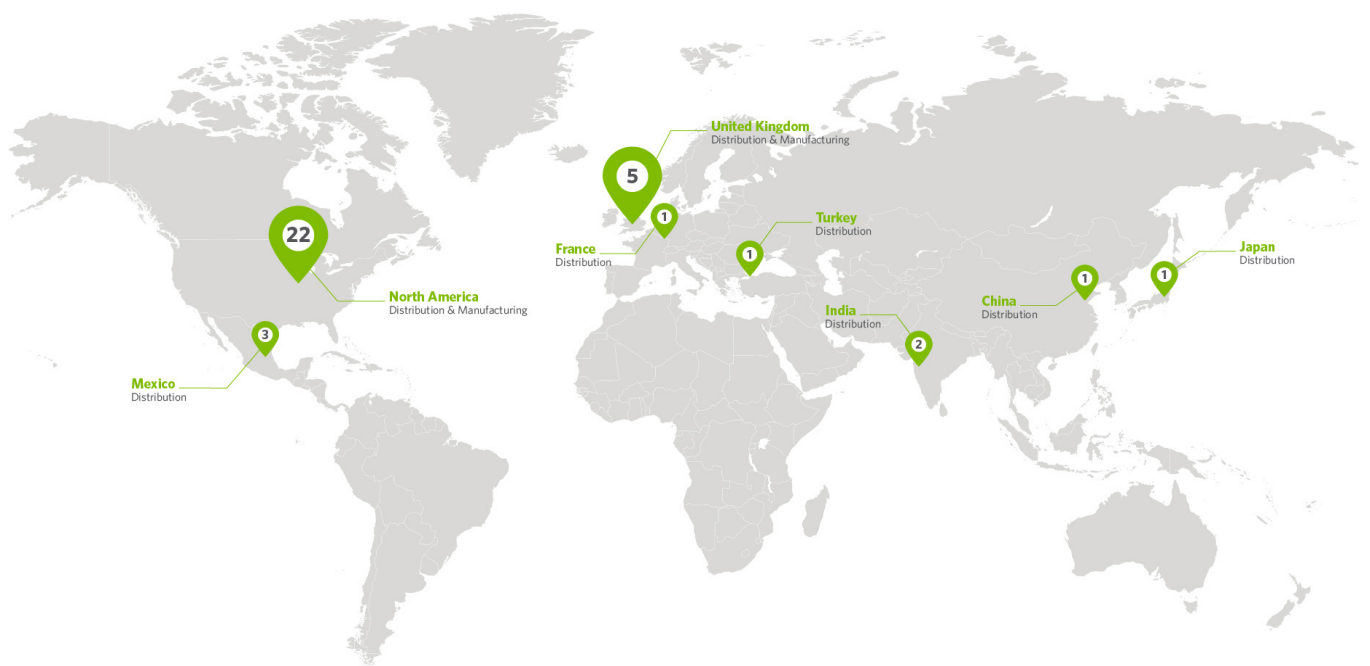 United Kingdom
Distribution & Manufacturing
5
1
France
Distribution
Turkey
Distribution
1
22
North America
Distribution & Manufacturing
3
Mexico
Distribution
India
Distribution
2
China
Distribution
1
Japan
Distribution
1